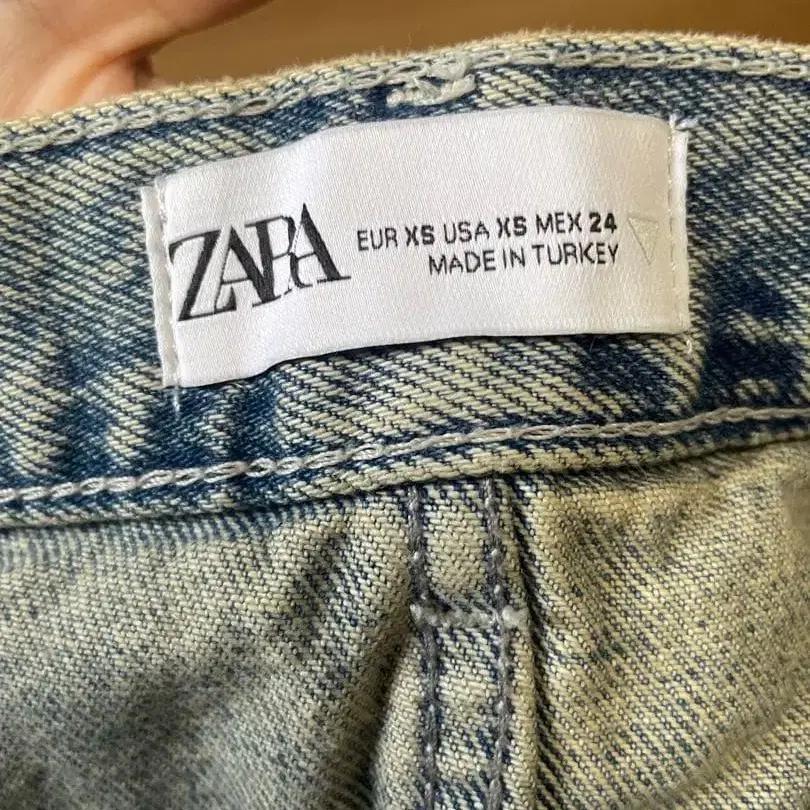 ZARA
EUR XS USA XS MEX 24
MADE IN TURKEY